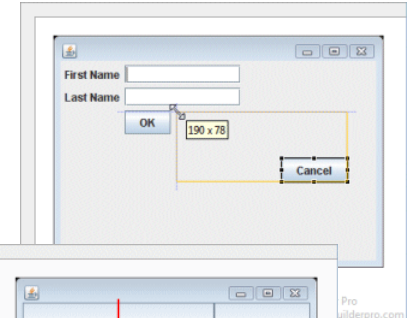 First Name
Last Name
OK
190 x 78
Cancel
Pro
uilderpro.com